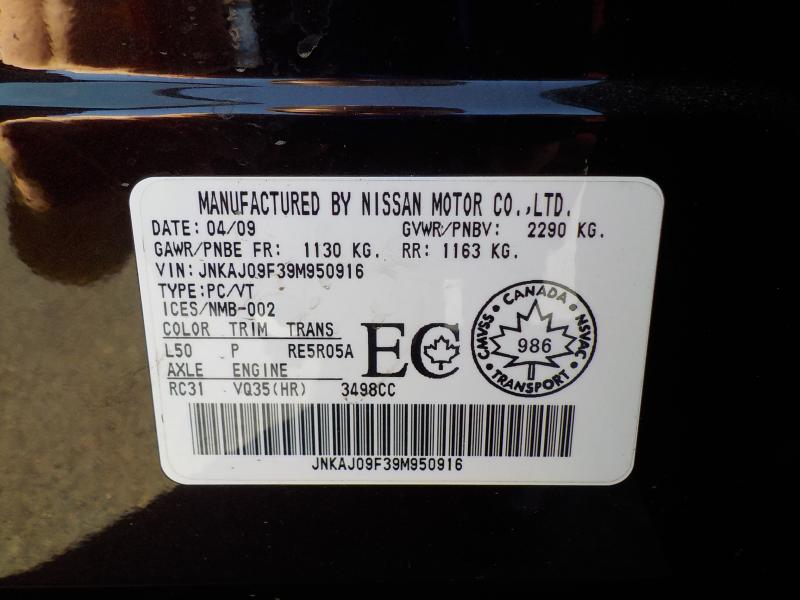 MANUFACTURED BY NISSAN MOTOR CO.,LTD.
DATE: 04/09 GVWR/PNBV: 2290 KG.
GAWR/PNBE FR: 1130 KG. RR: 1163 KG.
VIN: JNKAJ09F39M950916
TYPE:PC/VT
ICES/NMB-002
COLOR TRIM TRANS
L50 P RE5R05A
AXLE ENGINE
RC31 VQ35(HR) 3498CC
EC
CANADA
CMVSS 986 NSVAC
TRANSPORT
JNKAJ09F39M950916